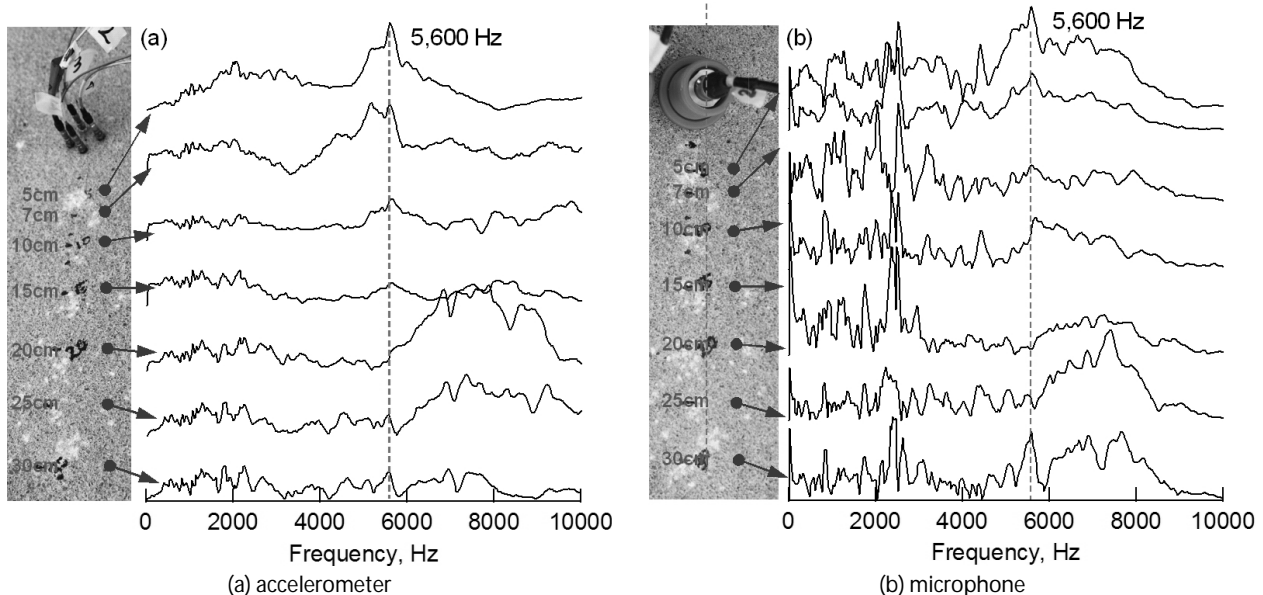 (a)
5,600 Hz
5cm
7cm
10cm
15cm
20cm
25cm
30cm
0 2000 4000 6000 8000 10000
Frequency, Hz
(a) accelerometer
(b)
5,600 Hz
5cm
7cm
10cm
15cm
20cm
25cm
30cm
0 2000 4000 6000 8000 10000
Frequency, Hz
(b) microphone